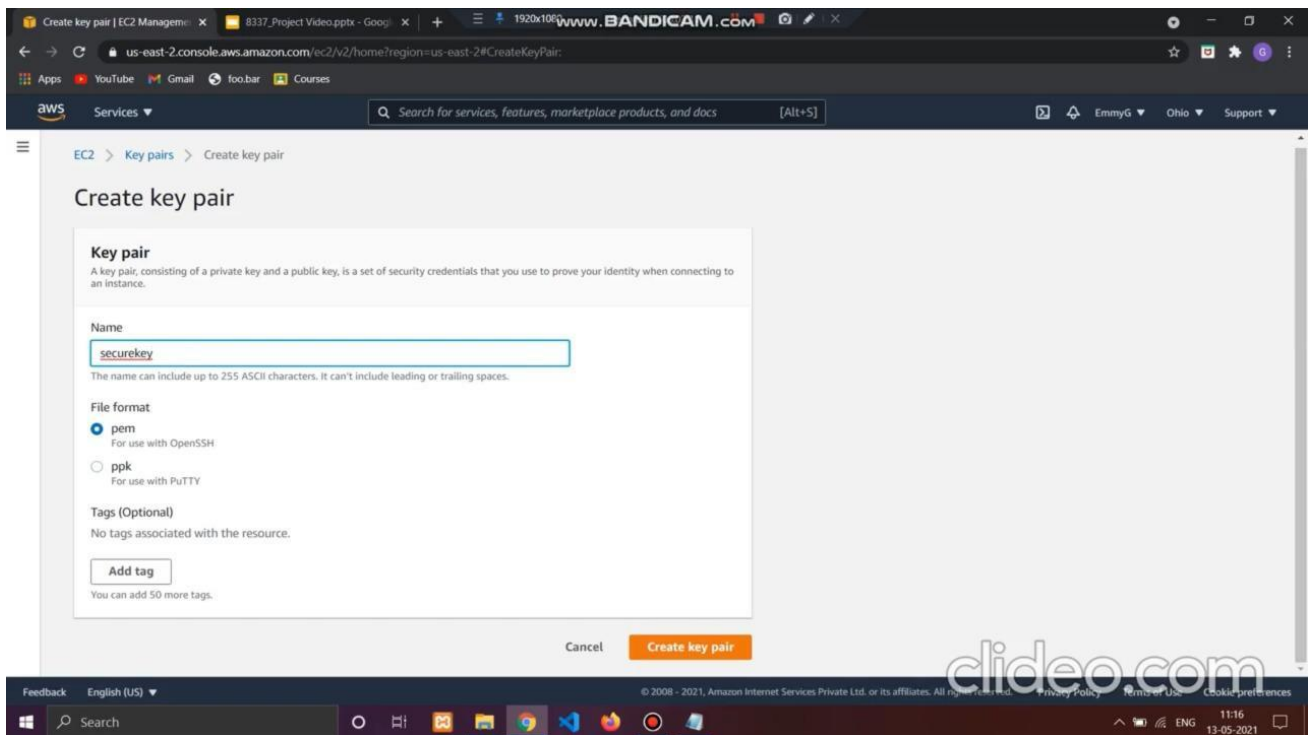 Create key pair | EC2 Manageme
8337_Project Video.pptx - Googl
1920x108
www.BANDICAM.com
us-east-2.console.aws.amazon.com/ec2/v2/home?region=us-east-2#CreateKeyPair:
G
Apps YouTube Gmail foo.bar Courses
aws Services Search for services, features, marketplace products, and docs [Alt+S] EmmyG Ohio Support
EC2 > Key pairs > Create key pair
Create key pair
Key pair
A key pair, consisting of a private key and a public key, is a set of security credentials that you use to prove your identity when connecting to
an instance.
Name
securekey
The name can include up to 255 ASCII characters. It can't include leading or trailing spaces.
File format
pem
For use with OpenSSH
ppk
For use with PuTTY
Tags (Optional)
No tags associated with the resource.
Add tag
You can add 50 more tags.
Cancel Create key pair
clideo.com
Feedback English (US) © 2008 - 2021, Amazon Internet Services Private Ltd. or its affiliates. All rights reserved. Privacy Policy Terms of Use Cookie preferences
Search ENG 11:16
13-05-2021